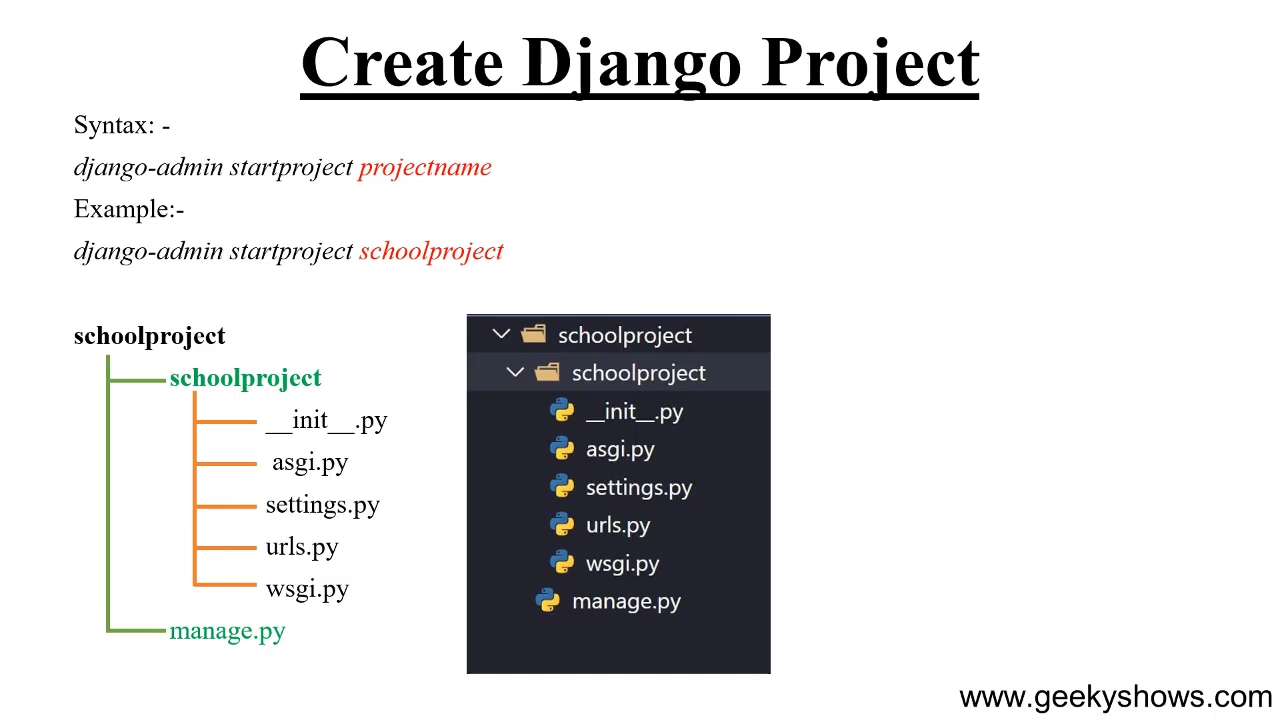 Create Django Project
Syntax: -
django-admin startproject projectname
Example:-
django-admin startproject schoolproject
schoolproject
schoolproject
__init__.py
asgi.py
settings.py
urls.py
wsgi.py
manage.py
schoolproject
schoolproject
__init__.py
asgi.py
settings.py
urls.py
wsgi.py
manage.py
www.geekyshows.com